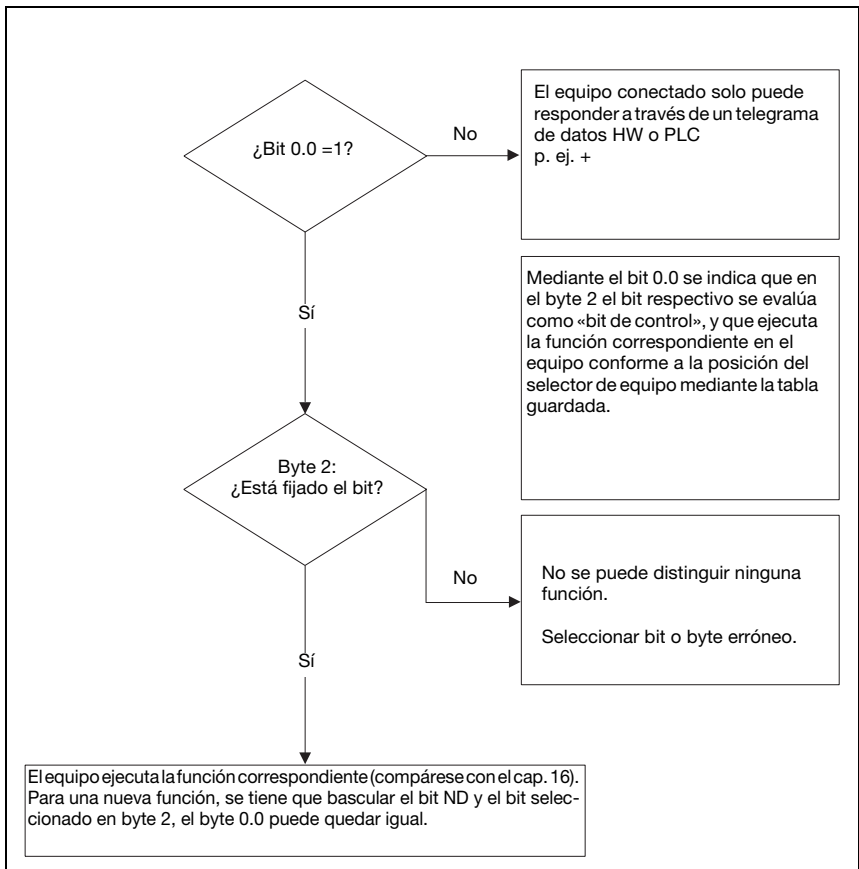 ¿Bit 0.0 =1?
No
El equipo conectado solo puede
responder a través de un telegrama
de datos HW o PLC
p. ej. +
Mediante el bit 0.0 se indica que en
el byte 2 el bit respectivo se evalúa
como «bit de control», y que ejecuta
la función correspondiente en el
equipo conforme a la posición del
selector de equipo mediante la tabla
guardada.
Sí
Byte 2:
¿Está fijado el bit?
No
No se puede distinguir ninguna
función.
Seleccionar bit o byte erróneo.
Sí
El equipo ejecuta la función correspondiente (compárese con el cap. 16).
Para una nueva función, se tiene que bascular el bit ND y el bit selec-
cionado en byte 2, el byte 0.0 puede quedar igual.